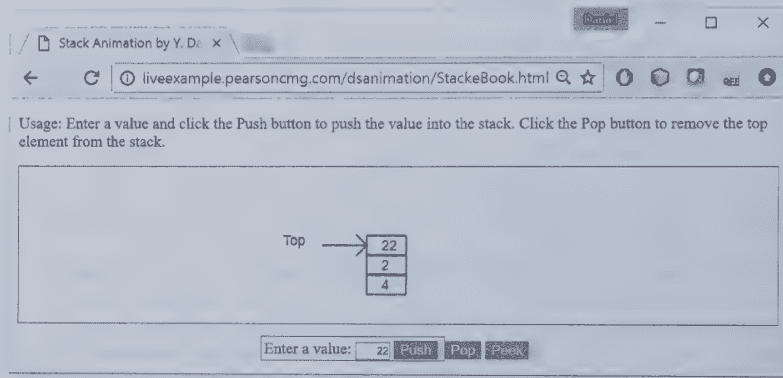 Daniel
Stack Animation by Y. Da ×
liveexample.pearsoncmg.com/dsanimation/StackeBook.html
Usage: Enter a value and click the Push button to push the value into the stack. Click the Pop button to remove the top
element from the stack.
Top
22
2
4
Enter a value: 22 Push Pop Peek